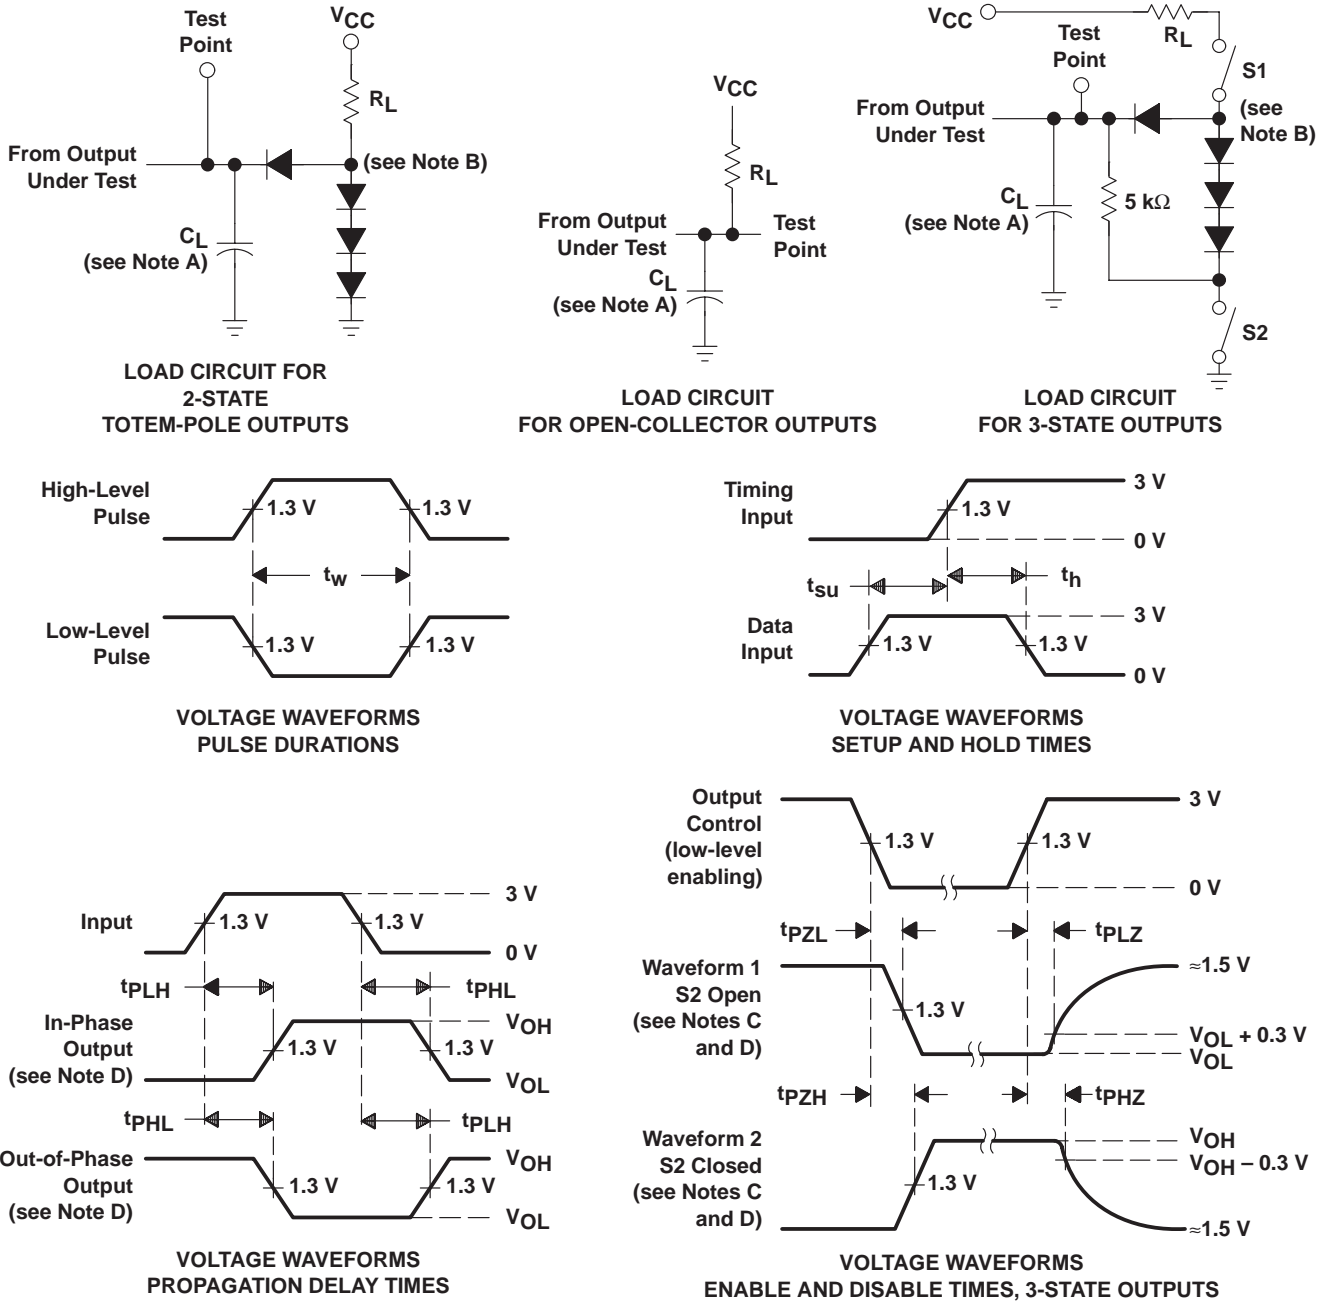 Test
Point
VCC
RL
From Output
Under Test
(see Note B)
CL
(see Note A)
LOAD CIRCUIT FOR
2-STATE
TOTEM-POLE OUTPUTS
VCC
RL
From Output
Under Test
Test
Point
CL
(see Note A)
LOAD CIRCUIT
FOR OPEN-COLLECTOR OUTPUTS
VCC
RL
Test
Point
S1
From Output
Under Test
(see
Note B)
CL
(see Note A)
5 kΩ
S2
LOAD CIRCUIT
FOR 3-STATE OUTPUTS
High-Level
Pulse
1.3 V
1.3 V
tw
Low-Level
Pulse
1.3 V
1.3 V
VOLTAGE WAVEFORMS
PULSE DURATIONS
Timing
Input
1.3 V
3 V
0 V
tsu
th
Data
Input
1.3 V
1.3 V
3 V
0 V
VOLTAGE WAVEFORMS
SETUP AND HOLD TIMES
Input
1.3 V
1.3 V
3 V
0 V
tPLH
tPHL
In-Phase
Output
(see Note D)
1.3 V
1.3 V
VOH
VOL
tPHL
tPLH
Out-of-Phase
Output
(see Note D)
1.3 V
1.3 V
VOH
VOL
VOLTAGE WAVEFORMS
PROPAGATION DELAY TIMES
Output
Control
(low-level
enabling)
1.3 V
1.3 V
3 V
0 V
tPZL
tPLZ
Waveform 1
S2 Open
(see Notes C
and D)
1.3 V
≈1.5 V
VOL + 0.3 V
VOL
tPZH
tPHZ
Waveform 2
S2 Closed
(see Notes C
and D)
1.3 V
VOH
VOH – 0.3 V
≈1.5 V
VOLTAGE WAVEFORMS
ENABLE AND DISABLE TIMES, 3-STATE OUTPUTS